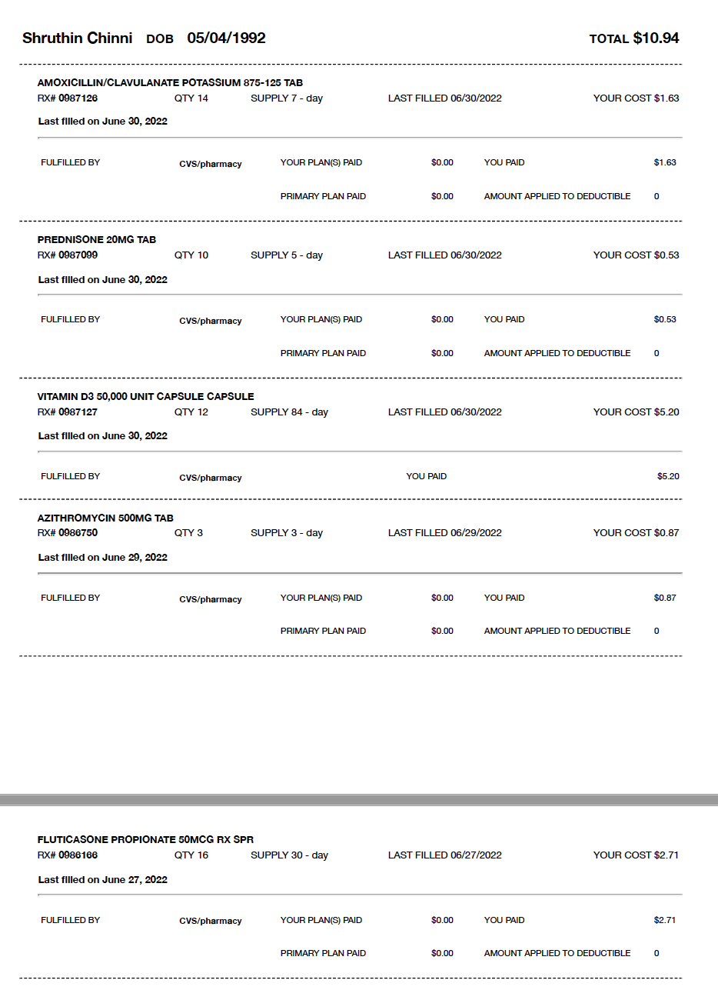 Shruthin Chinni DOB 05/04/1992 TOTAL $10.94
AMOXICILLIN/CLAVULANATE POTASSIUM 875-125 TAB
RX# 0987126 QTY 14 SUPPLY 7 - day LAST FILLED 06/30/2022 YOUR COST $1.63
Last filled on June 30, 2022
FULFILLED BY CVS/pharmacy YOUR PLAN(S) PAID $0.00 YOU PAID $1.63
PRIMARY PLAN PAID $0.00 AMOUNT APPLIED TO DEDUCTIBLE 0
PREDNISONE 20MG TAB
RX# 0987099 QTY 10 SUPPLY 5 - day LAST FILLED 06/30/2022 YOUR COST $0.53
Last filled on June 30, 2022
FULFILLED BY CVS/pharmacy YOUR PLAN(S) PAID $0.00 YOU PAID $0.53
PRIMARY PLAN PAID $0.00 AMOUNT APPLIED TO DEDUCTIBLE 0
VITAMIN D3 50,000 UNIT CAPSULE CAPSULE
RX# 0987127 QTY 12 SUPPLY 84 - day LAST FILLED 06/30/2022 YOUR COST $5.20
Last filled on June 30, 2022
FULFILLED BY CVS/pharmacy YOU PAID $5.20
AZITHROMYCIN 500MG TAB
RX# 0986750 QTY 3 SUPPLY 3 - day LAST FILLED 06/29/2022 YOUR COST $0.87
Last filled on June 29, 2022
FULFILLED BY CVS/pharmacy YOUR PLAN(S) PAID $0.00 YOU PAID $0.87
PRIMARY PLAN PAID $0.00 AMOUNT APPLIED TO DEDUCTIBLE 0
FLUTICASONE PROPIONATE 50MCG RX SPR
RX# 0986166 QTY 16 SUPPLY 30 - day LAST FILLED 06/27/2022 YOUR COST $2.71
Last filled on June 27, 2022
FULFILLED BY CVS/pharmacy YOUR PLAN(S) PAID $0.00 YOU PAID $2.71
PRIMARY PLAN PAID $0.00 AMOUNT APPLIED TO DEDUCTIBLE 0